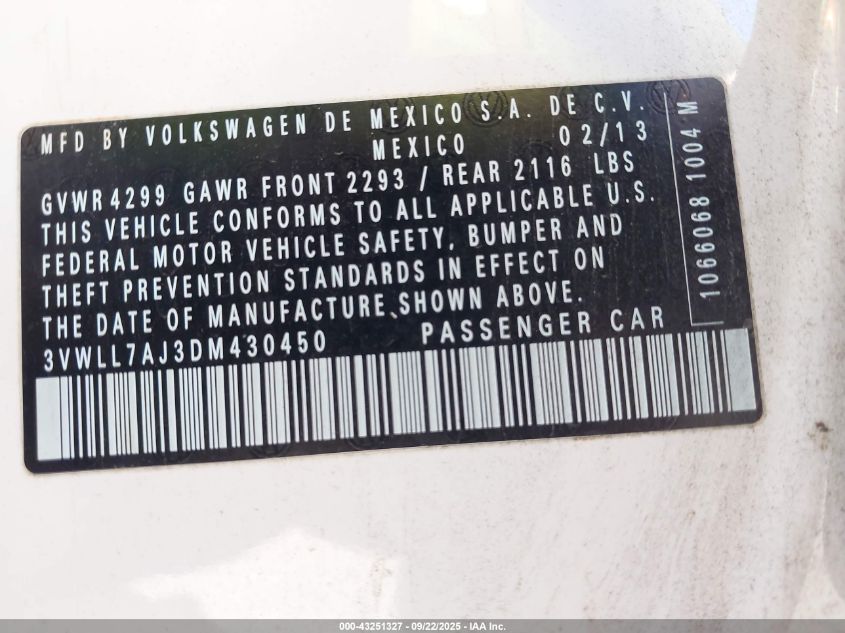 MFD BY VOLKSWAGEN DE MEXICO S.A. DE C.V.
MEXICO 02/13
GVWR 4299 GAWR FRONT 2293 / REAR 2116 LBS
THIS VEHICLE CONFORMS TO ALL APPLICABLE U.S.
FEDERAL MOTOR VEHICLE SAFETY, BUMPER AND
THEFT PREVENTION STANDARDS IN EFFECT ON
THE DATE OF MANUFACTURE SHOWN ABOVE.
3VWLL7AJ3DM430450 PASSENGER CAR
1066068 1004 M
000-43251327 - 09/22/2025 - IAA Inc.